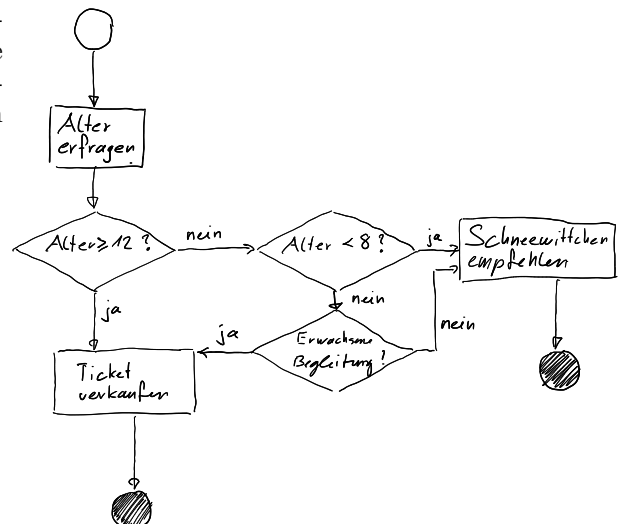 Alter
erfragen
Alter ≥ 12 ?
nein
Alter < 8 ?
ja
Schneewittchen
empfehlen
ja
nein
Erwachsene
Begleitung?
ja
nein
Ticket
verkaufen